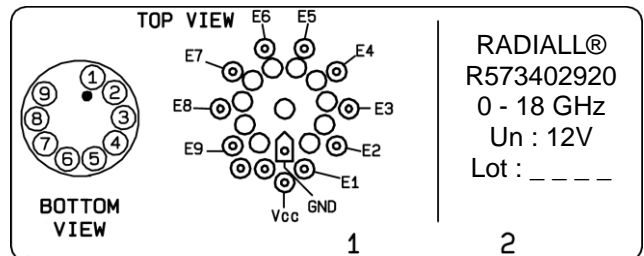 TOP VIEW
E6 E5
E7 E4
E8 E3
E9 E2
E1
GND
Vcc
1
2
3
4
5
6
7
8
9
BOTTOM
VIEW
1
RADIALL®
R573402920
0 - 18 GHz
Un : 12V
Lot : _ _ _ _
2